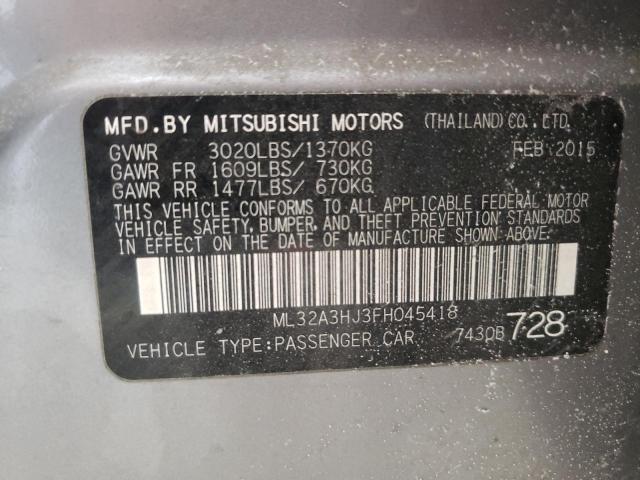 MFD.BY MITSUBISHI MOTORS (THAILAND) CO., LTD.
GVWR 3020LBS/1370KG FEB 2015
GAWR FR 1609LBS/ 730KG
GAWR RR 1477LBS/ 670KG
THIS VEHICLE CONFORMS TO ALL APPLICABLE FEDERAL MOTOR
VEHICLE SAFETY, BUMPER, AND THEFT PREVENTION STANDARDS
IN EFFECT ON THE DATE OF MANUFACTURE SHOWN ABOVE.
ML32A3HJ3FH045418
VEHICLE TYPE:PASSENGER CAR 7430B 728